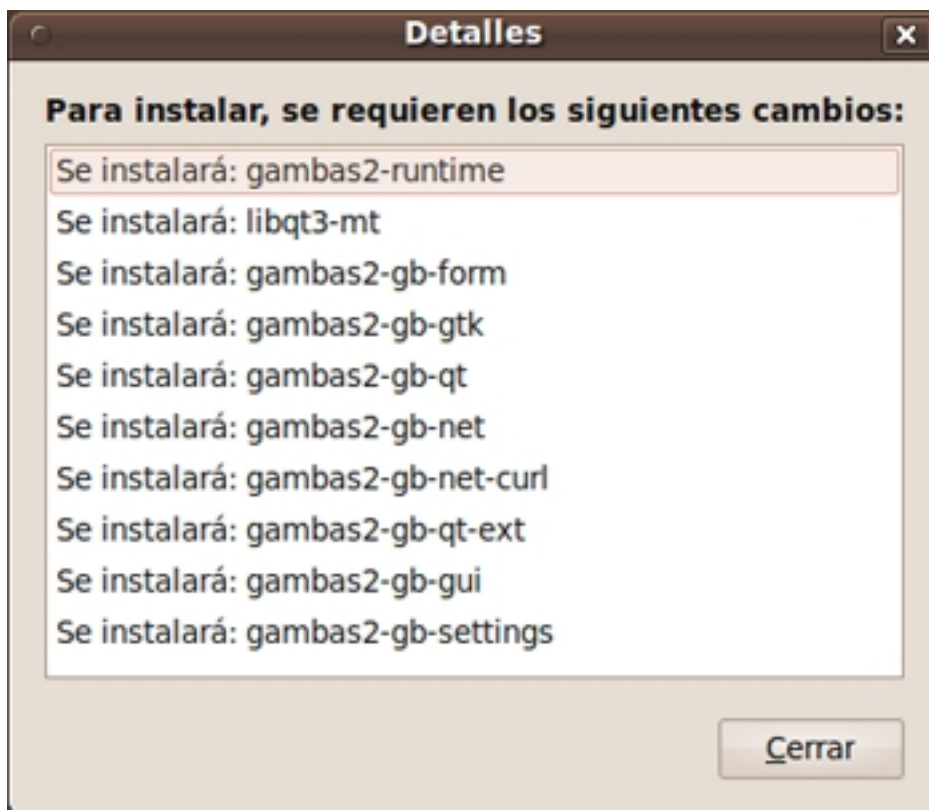 Detalles
Para instalar, se requieren los siguientes cambios:
Se instalará: gambas2-runtime
Se instalará: libqt3-mt
Se instalará: gambas2-gb-form
Se instalará: gambas2-gb-gtk
Se instalará: gambas2-gb-qt
Se instalará: gambas2-gb-net
Se instalará: gambas2-gb-net-curl
Se instalará: gambas2-gb-qt-ext
Se instalará: gambas2-gb-gui
Se instalará: gambas2-gb-settings
Cerrar